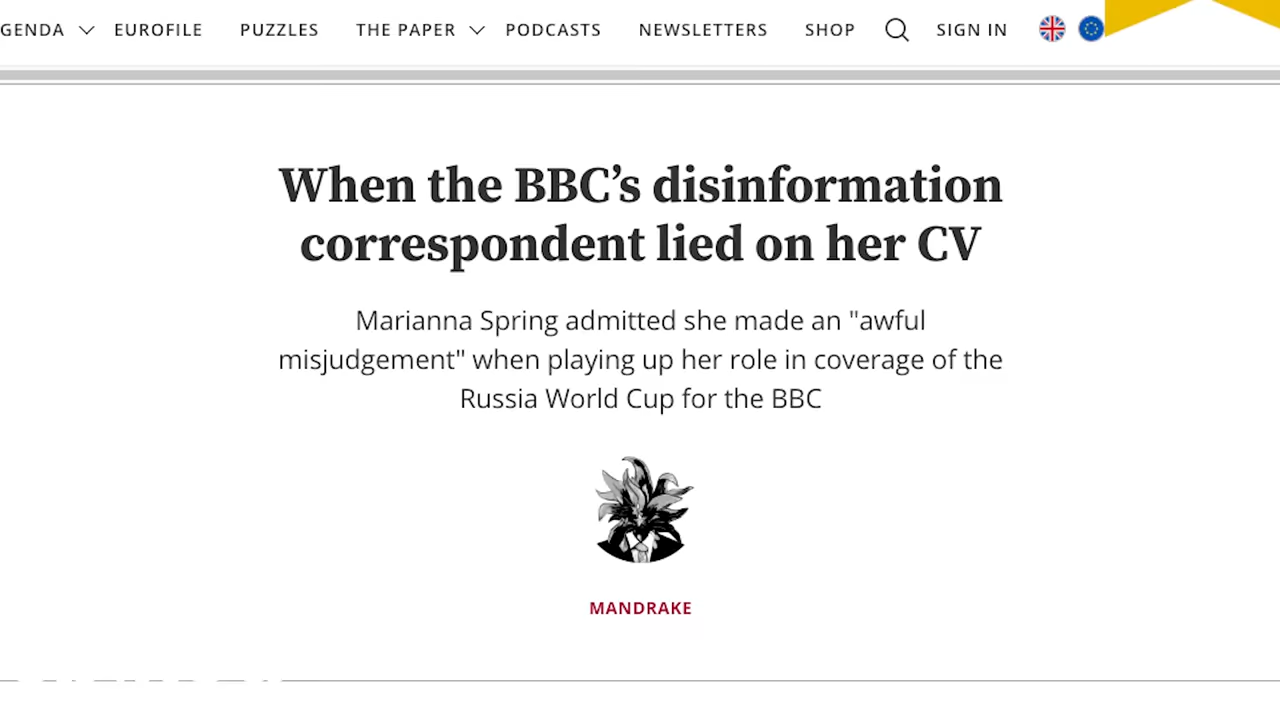 GENDA EUROFILE PUZZLES THE PAPER PODCASTS NEWSLETTERS SHOP SIGN IN
When the BBC’s disinformation
correspondent lied on her CV
Marianna Spring admitted she made an "awful
misjudgement" when playing up her role in coverage of the
Russia World Cup for the BBC
MANDRAKE